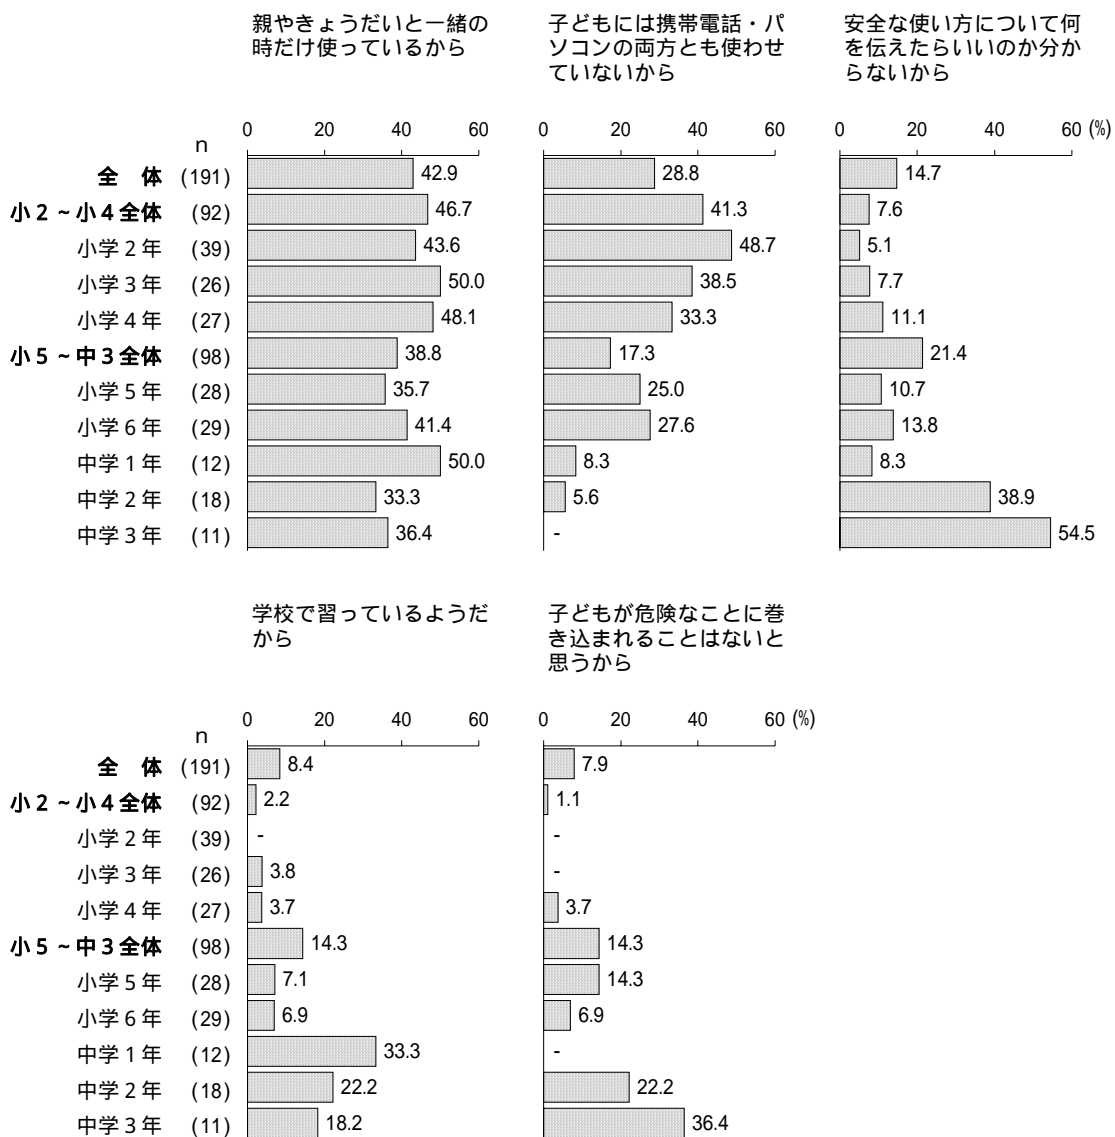 親やきょうだいと一緒の 子どもには携帯電話・パ 安全な使い方について何
時だけ使っているから ソコンの両方とも使わせ を伝えたらいいのか分か
ていないから らないから
n 0 20 40 60 0 20 40 60 0 20 40 60 (%)
全 体 (191) 42.9 28.8 14.7
小2~小4全体 (92) 46.7 41.3 7.6
小学2年 (39) 43.6 48.7 5.1
小学3年 (26) 50.0 38.5 7.7
小学4年 (27) 48.1 33.3 11.1
小5~中3全体 (98) 38.8 17.3 21.4
小学5年 (28) 35.7 25.0 10.7
小学6年 (29) 41.4 27.6 13.8
中学1年 (12) 50.0 8.3 8.3
中学2年 (18) 33.3 5.6 38.9
中学3年 (11) 36.4 - 54.5
学校で習っているようだ 子どもが危険なことに巻
から き込まれることはないと
思うから
n 0 20 40 60 0 20 40 60 (%)
全 体 (191) 8.4 7.9
小2~小4全体 (92) 2.2 1.1
小学2年 (39) - -
小学3年 (26) 3.8 -
小学4年 (27) 3.7 3.7
小5~中3全体 (98) 14.3 14.3
小学5年 (28) 7.1 14.3
小学6年 (29) 6.9 6.9
中学1年 (12) 33.3 -
中学2年 (18) 22.2 22.2
中学3年 (11) 18.2 36.4